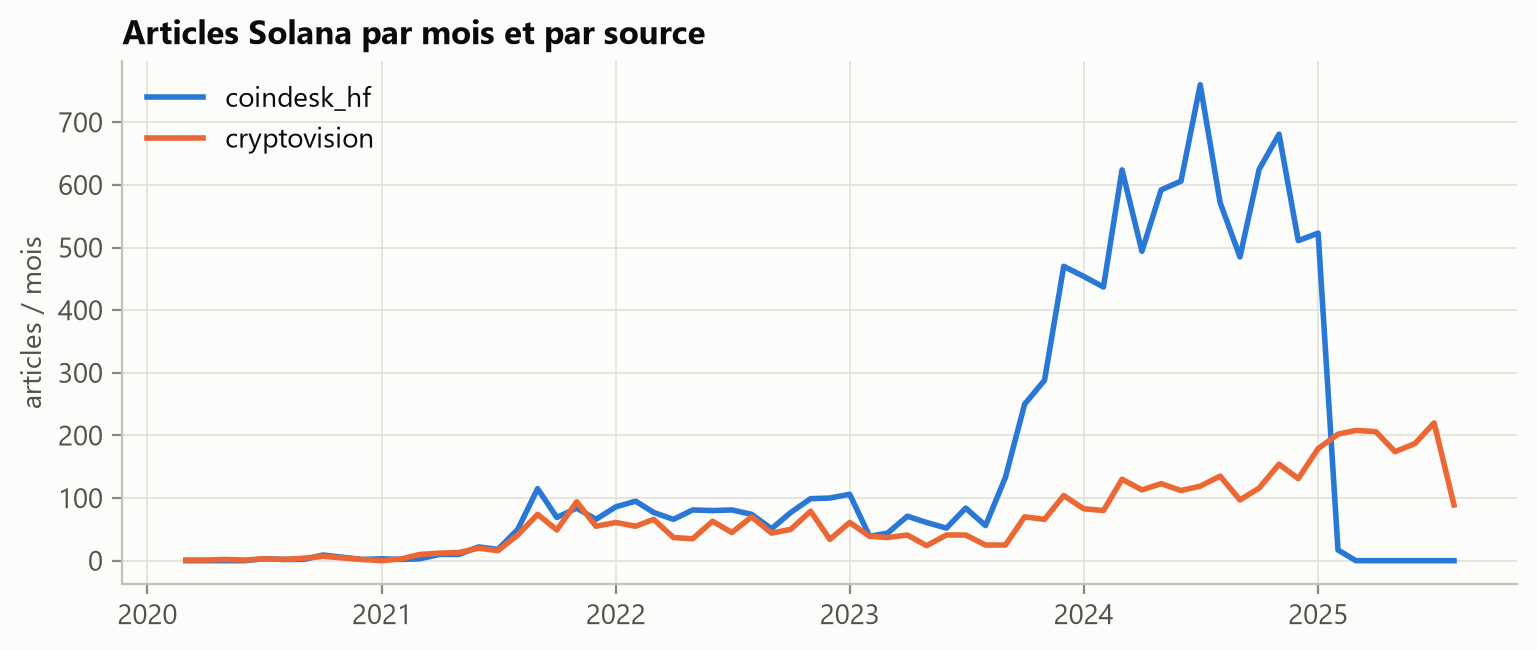 Articles Solana par mois et par source
coindesk_hf
cryptovision
articles / mois
700
600
500
400
300
200
100
0
2020 2021 2022 2023 2024 2025